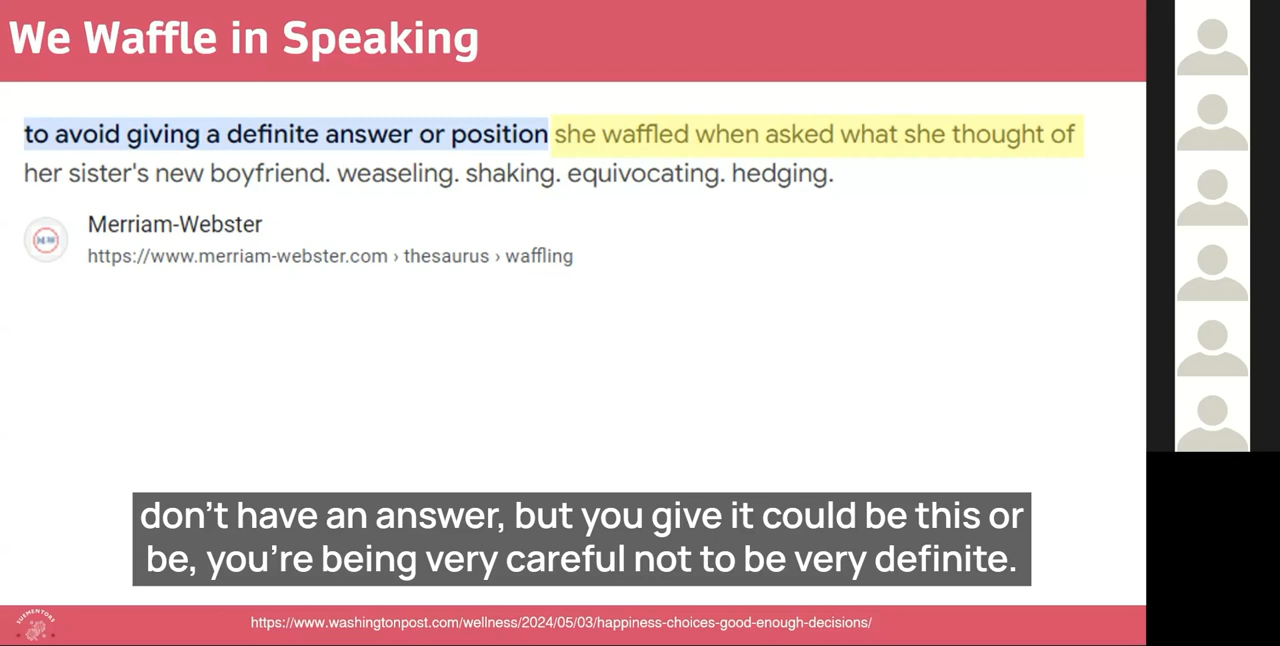 We Waffle in Speaking
to avoid giving a definite answer or position she waffled when asked what she thought of
her sister's new boyfriend. weaseling. shaking. equivocating. hedging.
Merriam-Webster
https://www.merriam-webster.com › thesaurus › waffling
don't have an answer, but you give it could be this or
be, you're being very careful not to be very definite.
SUEMENTORS
https://www.washingtonpost.com/wellness/2024/05/03/happiness-choices-good-enough-decisions/